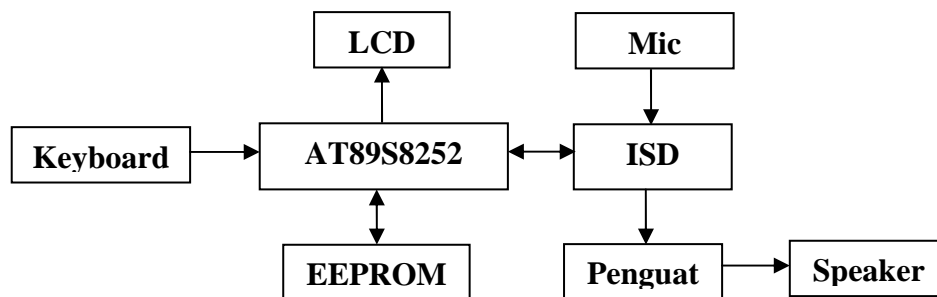 LCD
Mic
Keyboard
AT89S8252
ISD
EEPROM
Penguat
Speaker